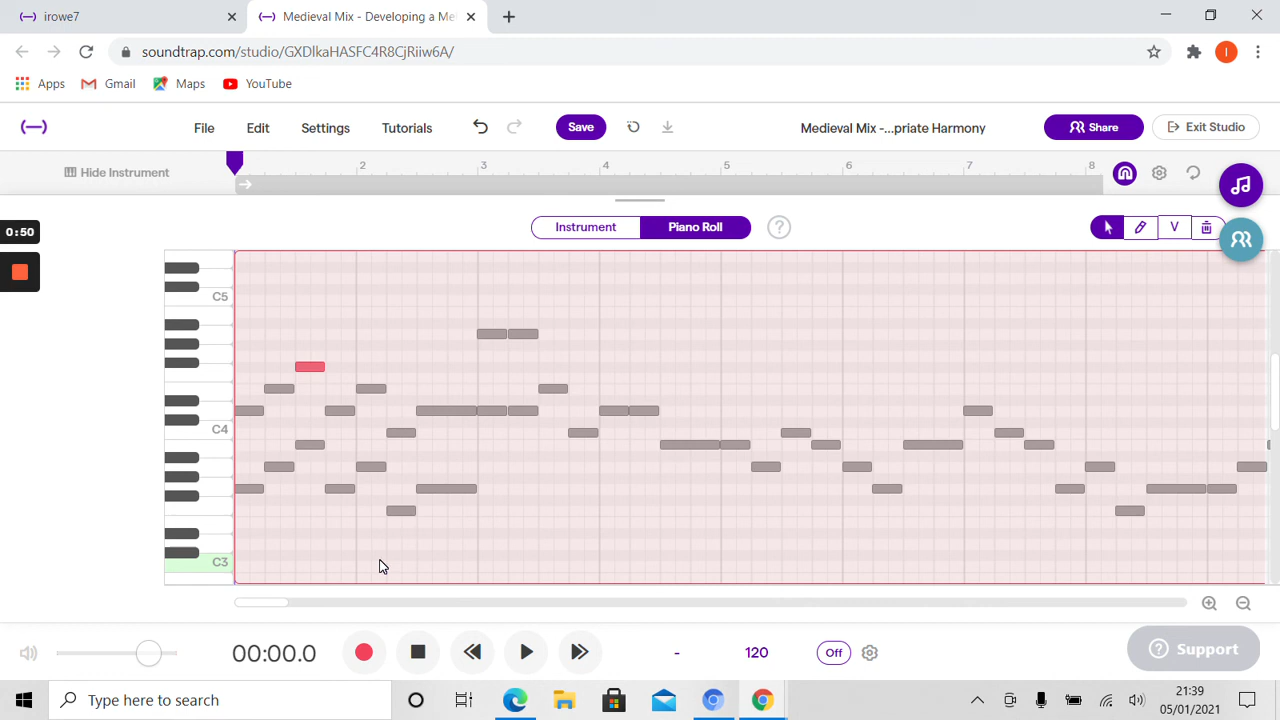 irowe7
Medieval Mix - Developing a Mel
soundtrap.com/studio/GXDlkaHASFC4R8CjRiiw6A/
I
Apps
Gmail
Maps
YouTube
File
Edit
Settings
Tutorials
Save
Medieval Mix -...priate Harmony
Share
Exit Studio
Hide Instrument
2
3
4
5
6
7
8
0:50
Instrument
Piano Roll
?
V
C5
C4
C3
00:00.0
-
120
Off
Support
Type here to search
21:39
05/01/2021